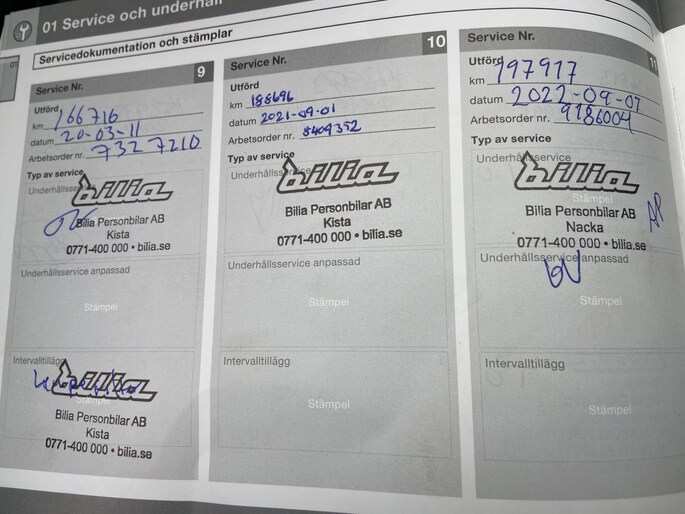 01 Service och underhåll
Servicedokumentation och stämplar
Service Nr. 9
Utförd
km 166716
datum 20-03-11
Arbetsorder nr. 7327210
Typ av service
Underhållsse
bilia
Bilia Personbilar AB
Kista
0771-400 000 • bilia.se
Underhållsservice anpassad
Stämpel
Intervalltillägg
bilia
Stämpel
Bilia Personbilar AB
Kista
0771-400 000 • bilia.se
Service Nr. 10
Utförd
km 188696
datum 2021-09-01
Arbetsorder nr. 8409352
Typ av service
Underhållsservice
bilia
Bilia Personbilar AB
Kista
0771-400 000 • bilia.se
Underhållsservice anpassad
Stämpel
Intervalltillägg
Stämpel
Service Nr. 11
Utförd
km 197917
datum 2022-09-07
Arbetsorder nr. 9186004
Typ av service
Underhållsservice
bilia
Stämpel
Bilia Personbilar AB
Nacka
0771-400 000 • bilia.se
Underhållsservice anpassad
Stämpel
Intervalltillägg
Stämpel